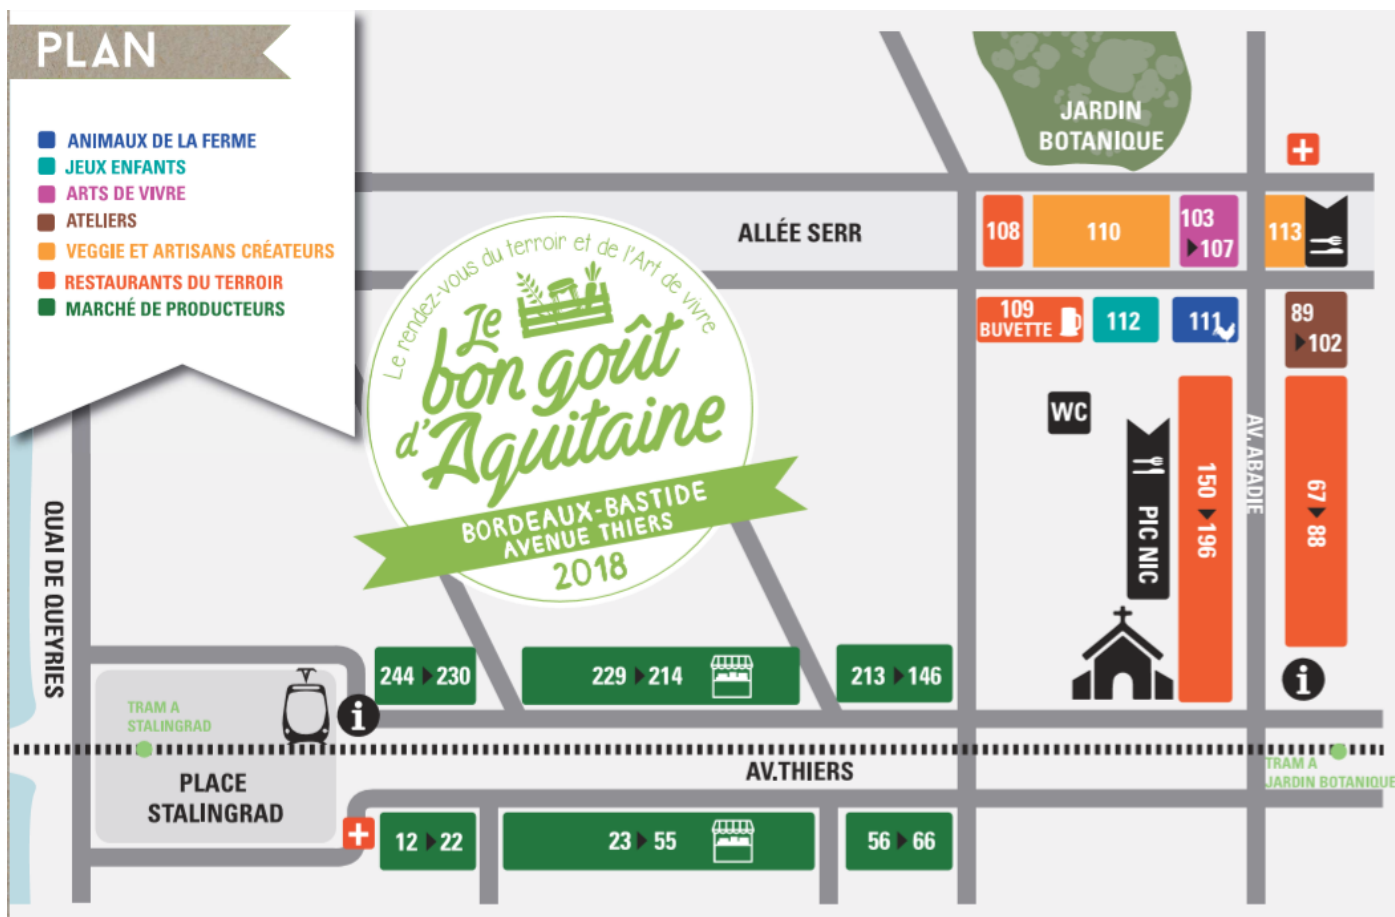 PLAN
ANIMAUX DE LA FERME
JEUX ENFANTS
ARTS DE VIVRE
ATELIERS
VEGGIE ET ARTISANS CRÉATEURS
RESTAURANTS DU TERROIR
MARCHÉ DE PRODUCTEURS
JARDIN
BOTANIQUE
ALLÉE SERR
108
110
103
107
113
109
BUVETTE
112
111
89
102
Le rendez-vous du terroir et de l'Art de vivre
Le
bon goût
d'Aquitaine
BORDEAUX-BASTIDE
AVENUE THIERS
2018
WC
PIC NIC
150 196
AV. ABADIE
67 88
QUAI DE QUEYRIES
244 230
229 214
213 146
i
i
TRAM A
STALINGRAD
PLACE
STALINGRAD
AV.THIERS
TRAM A
JARDIN BOTANIQUE
12 22
23 55
56 66